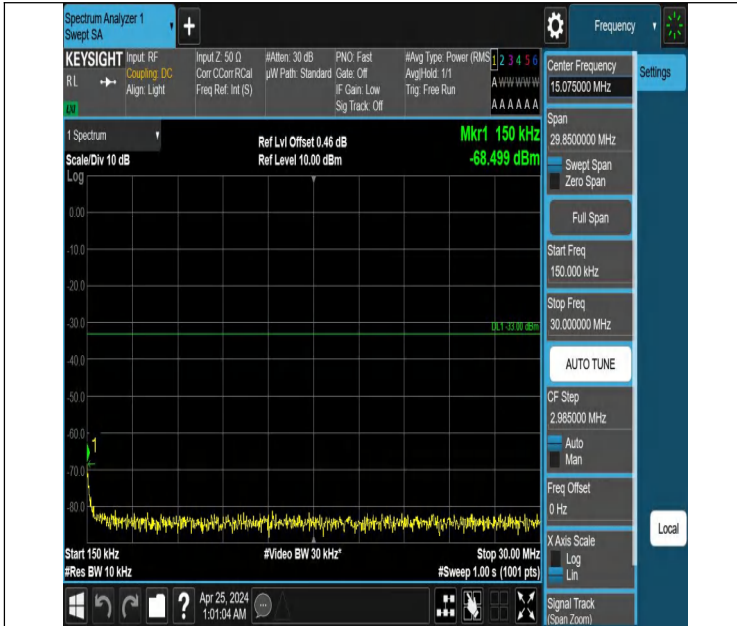 Spectrum Analyzer 1
Swept SA
+
Frequency
KEYSIGHT
RL
LXI
Input: RF
Coupling: DC
Align: Light
Input Z: 50 Ω
Corr CCorr RCal
Freq Ref: Int (S)
#Atten: 30 dB
µW Path: Standard
PNO: Fast
Gate: Off
IF Gain: Low
Sig Track: Off
#Avg Type: Power (RMS
Avg|Hold: 1/1
Trig: Free Run
1 2 3 4 5 6
A W W W W W
A A A A A A
1 Spectrum
Scale/Div 10 dB
Ref Lvl Offset 0.46 dB
Ref Level 10.00 dBm
Mkr1 150 kHz
-68.499 dBm
Log
0.00
-10.0
-20.0
-30.0
-40.0
-50.0
-60.0
-70.0
-80.0
DL1 -33.00 dBm
1
Start 150 kHz
#Res BW 10 kHz
#Video BW 30 kHz*
Stop 30.00 MHz
#Sweep 1.00 s (1001 pts)
?
Apr 25, 2024
1:01:04 AM
Center Frequency
15.075000 MHz
Settings
Span
29.8500000 MHz
Swept Span
Zero Span
Full Span
Start Freq
150.000 kHz
Stop Freq
30.000000 MHz
AUTO TUNE
CF Step
2.985000 MHz
Auto
Man
Freq Offset
0 Hz
X Axis Scale
Log
Lin
Local
Signal Track
(Span Zoom)